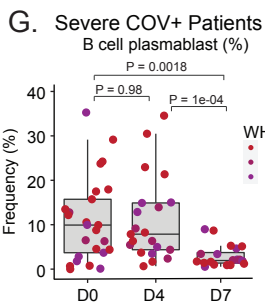 G. Severe COV+ Patients
B cell plasmablast (%)
P = 0.0018
P = 0.98
P = 1e-04
WH
Frequency (%)
40
30
20
10
0
D0 D4 D7